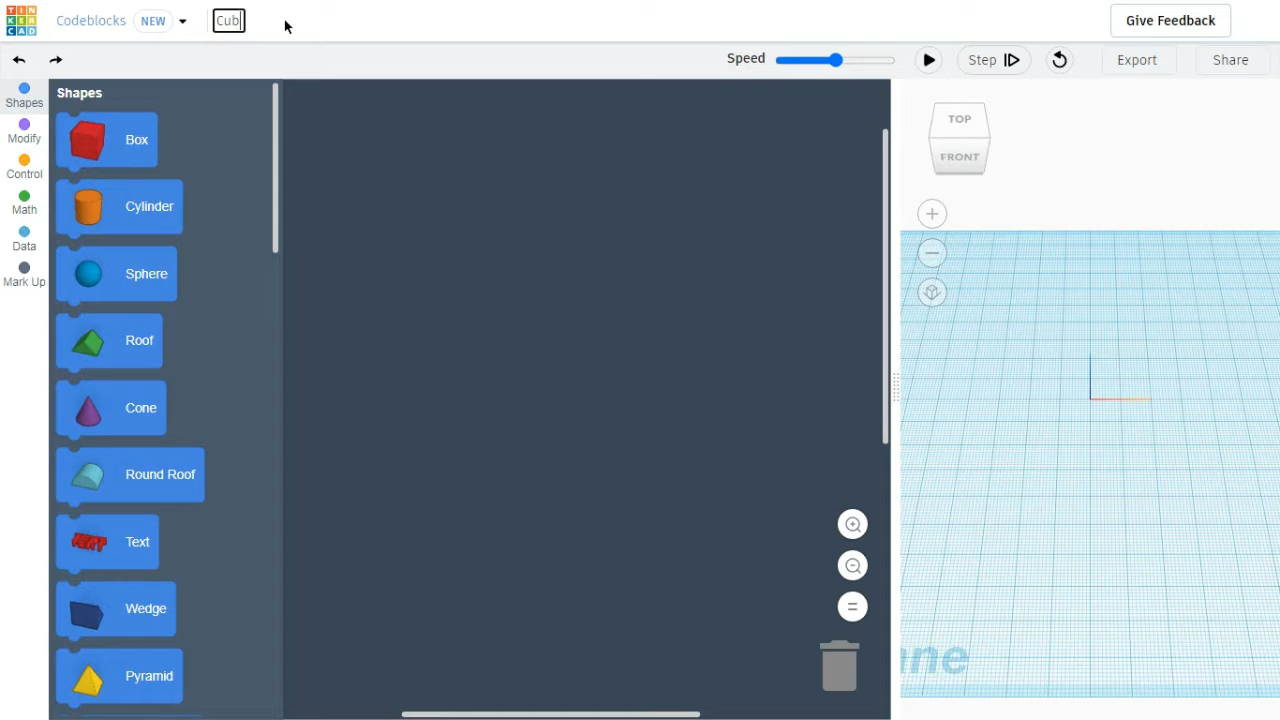 TIN
KER
CAD
Codeblocks NEW
Cub
Give Feedback
Speed
Step
Export
Share
Shapes
Modify
Control
Math
Data
Mark Up
Shapes
Box
Cylinder
Sphere
Roof
Cone
Round Roof
Text
Wedge
Pyramid
TOP
FRONT
ane